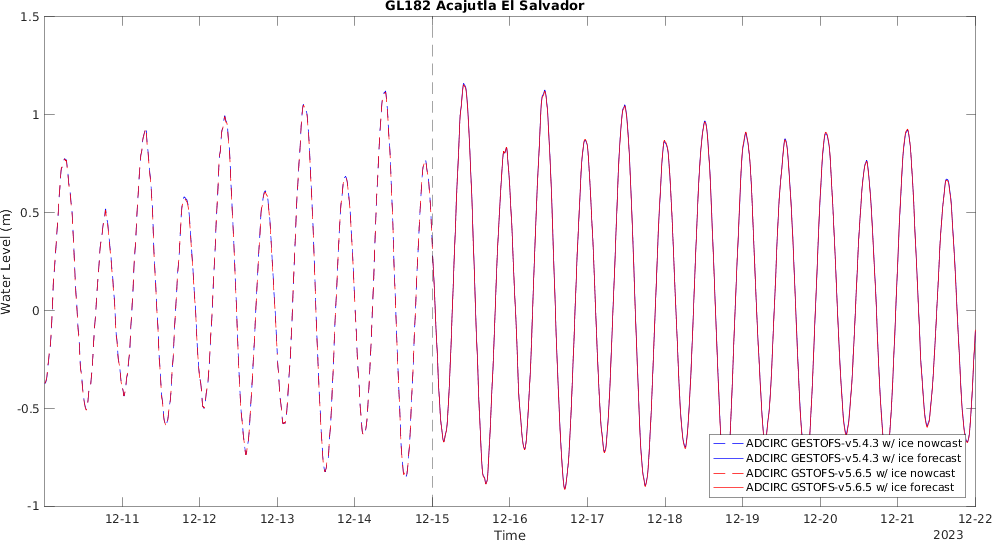 GL182 Acajutla El Salvador
1.5
1
0.5
0
-0.5
-1
Water Level (m)
12-11
12-12
12-13
12-14
12-15
12-16
12-17
12-18
12-19
12-20
12-21
12-22
Time
2023
ADCIRC GESTOFS-v5.4.3 w/ ice nowcast
ADCIRC GESTOFS-v5.4.3 w/ ice forecast
ADCIRC GSTOFS-v5.6.5 w/ ice nowcast
ADCIRC GSTOFS-v5.6.5 w/ ice forecast